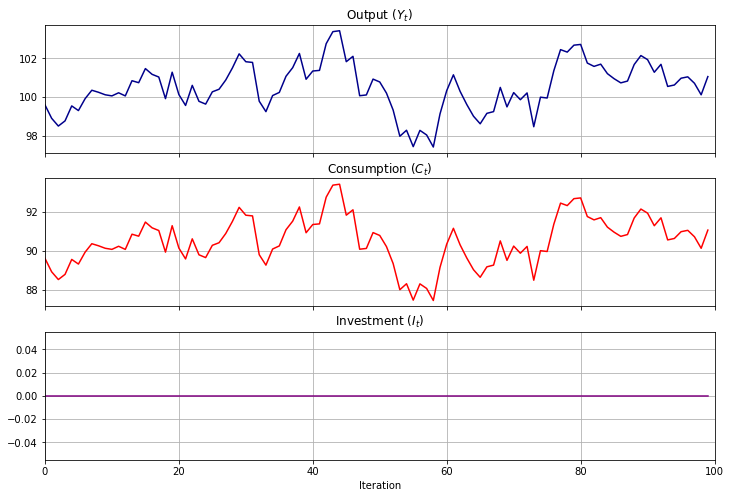 Output (Y_t)
102
100
98
Consumption (C_t)
92
90
88
Investment (I_t)
0.04
0.02
0.00
−0.02
−0.04
0 20 40 60 80 100
Iteration